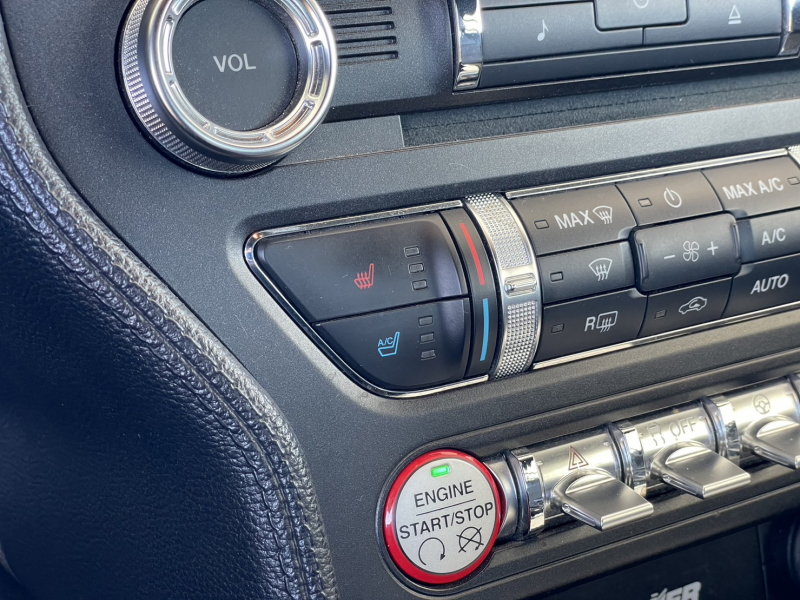 VOL
MAX
MAX A/C
A/C
- +
A/C
R
AUTO
OFF
ENGINE
START/STOP